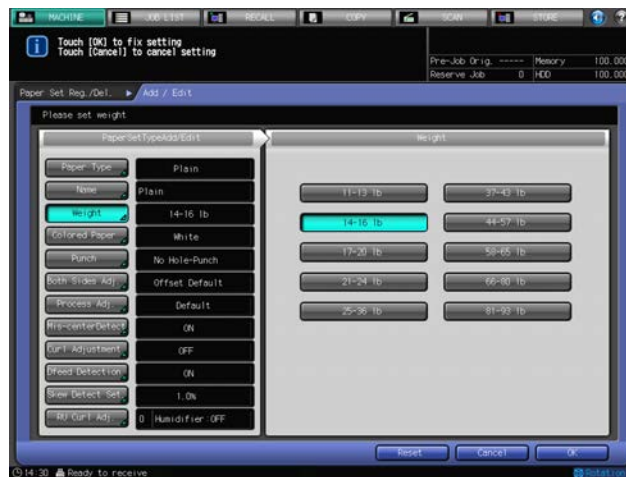 MACHINE JOB LIST RECALL COPY SCAN STORE
Touch [OK] to fix setting
Touch [Cancel] to cancel setting
Pre-Job Orig. ----- Memory 100.000
Reserve Job 0 HDD 100.000
Paper Set Reg./Del. Add / Edit
Please set weight
PaperSetTypeAdd/Edit
Weight
Paper Type Plain
Name Plain
Weight 14-16 lb
Colored Paper White
Punch No Hole-Punch
Both Sides Adj. Offset Default
Process Adj. Default
Mis-centerDetect ON
Curl Adjustment OFF
Dfeed Detection ON
Skew Detect Set. 1.0%
RU Curl Adj. 0 Humidifier:OFF
11-13 lb 37-43 lb
14-16 lb 44-57 lb
17-20 lb 58-65 lb
21-24 lb 66-80 lb
25-36 lb 81-93 lb
Reset Cancel OK
14:30 Ready to receive Rotation